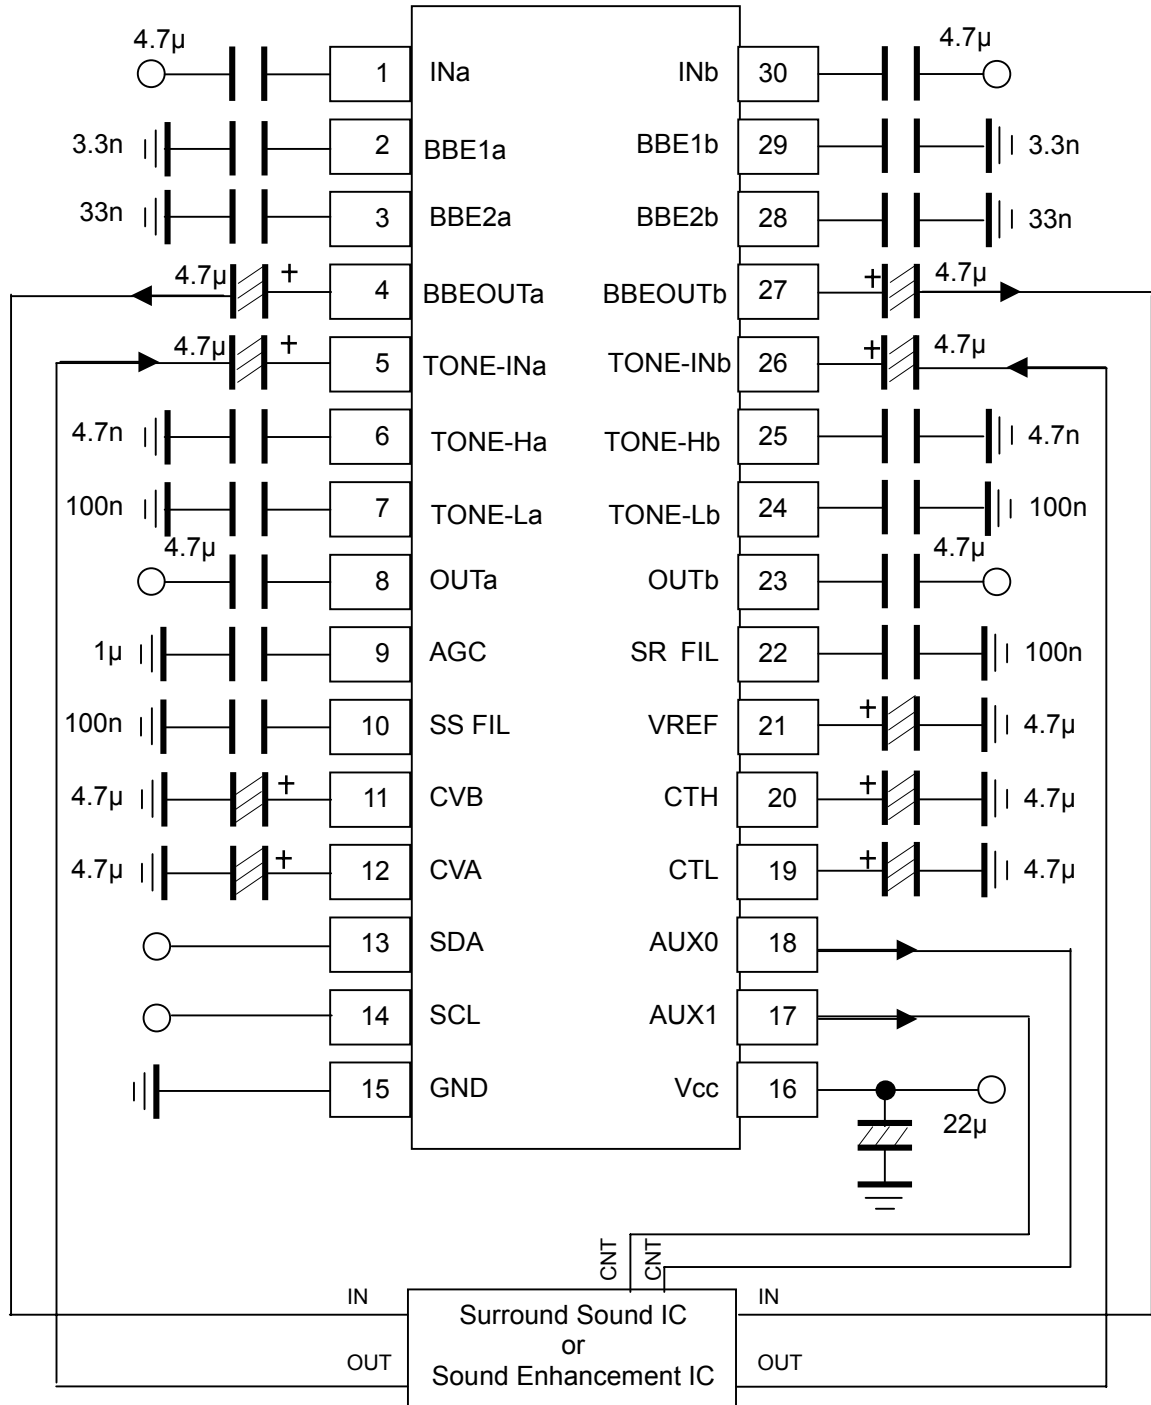 4.7µ 1 INa INb 30 4.7µ
3.3n 2 BBE1a BBE1b 29 3.3n
33n 3 BBE2a BBE2b 28 33n
4.7µ + 4 BBEOUTa BBEOUTb 27 + 4.7µ
4.7µ + 5 TONE-INa TONE-INb 26 + 4.7µ
4.7n 6 TONE-Ha TONE-Hb 25 4.7n
100n 7 TONE-La TONE-Lb 24 100n
4.7µ 8 OUTa OUTb 23 4.7µ
1µ 9 AGC SR FIL 22 100n
100n 10 SS FIL VREF 21 + 4.7µ
4.7µ + 11 CVB CTH 20 + 4.7µ
4.7µ + 12 CVA CTL 19 + 4.7µ
13 SDA AUX0 18
14 SCL AUX1 17
15 GND Vcc 16
22µ
CNT CNT
IN IN
Surround Sound IC
or
OUT OUT
Sound Enhancement IC